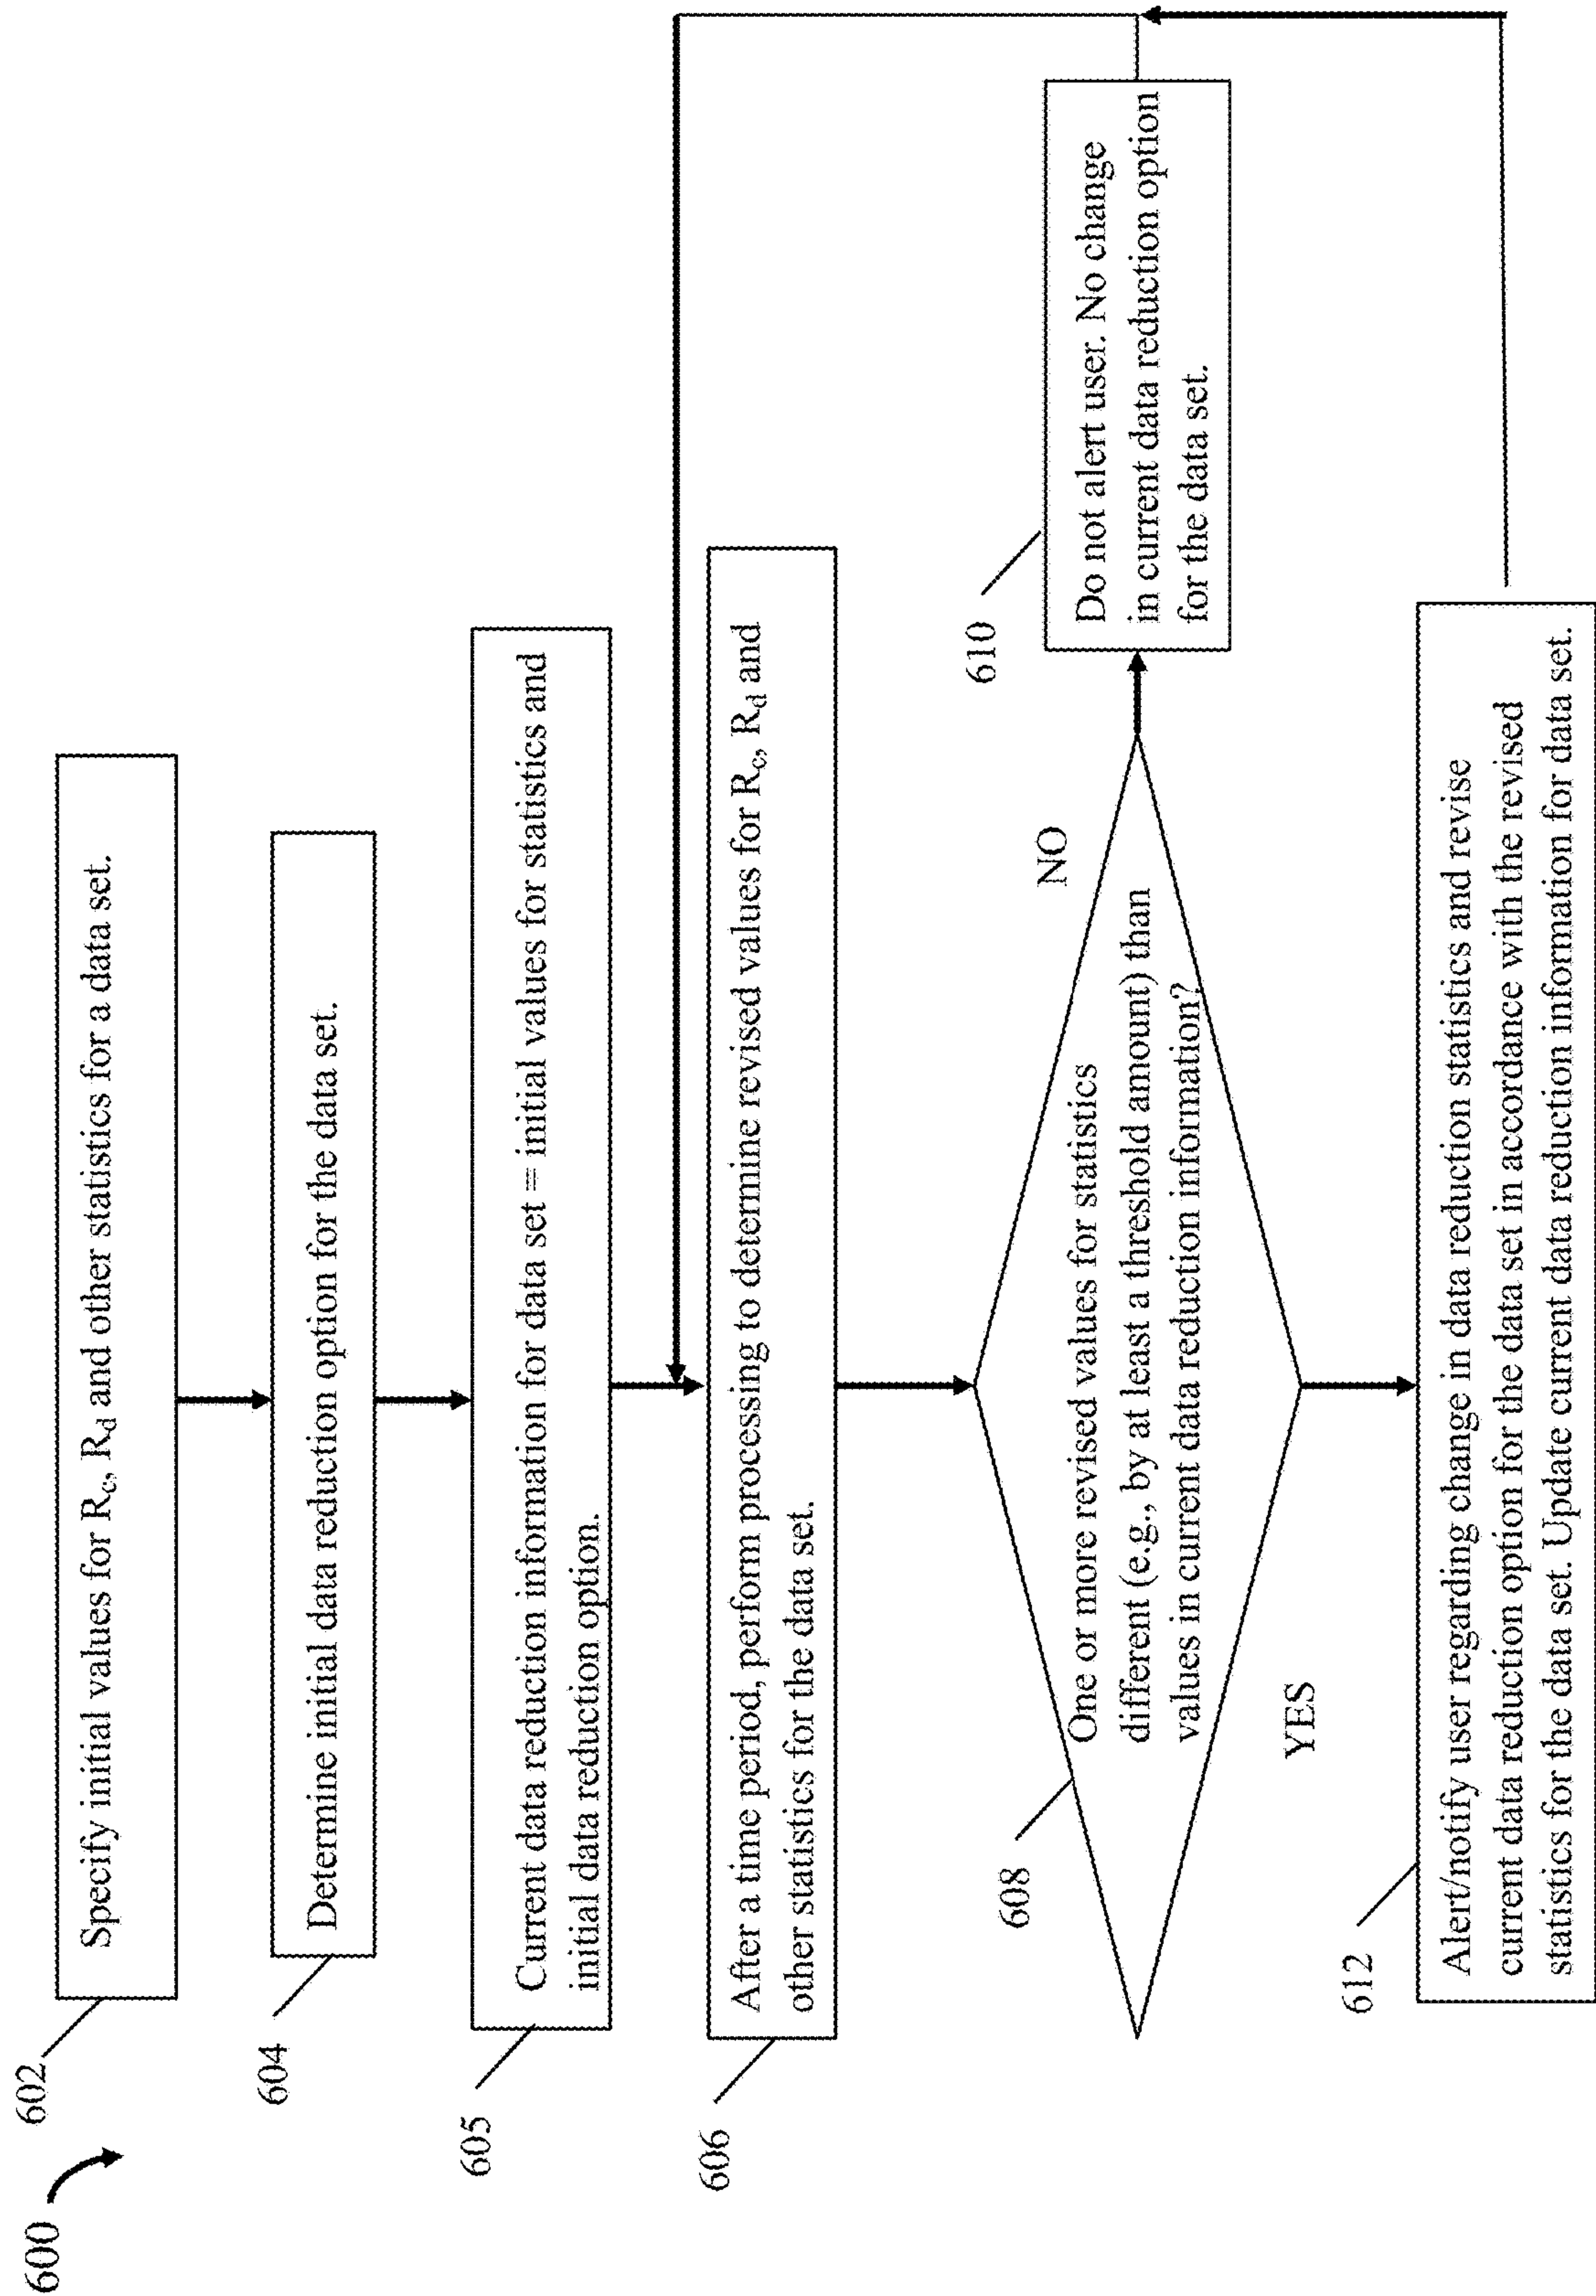 600
602
Specify initial values for Rc, Rd and other statistics for a data set.
604
Determine initial data reduction option for the data set.
605
Current data reduction information for data set = initial values for statistics and
initial data reduction option.
606
After a time period, perform processing to determine revised values for Rc, Rd and
other statistics for the data set.
608
One or more revised values for statistics
different (e.g., by at least a threshold amount) than
values in current data reduction information?
NO
610
Do not alert user. No change
in current data reduction option
for the data set.
YES
612
Alert/notify user regarding change in data reduction statistics and revise
current data reduction option for the data set in accordance with the revised
statistics for the data set. Update current data reduction information for data set.